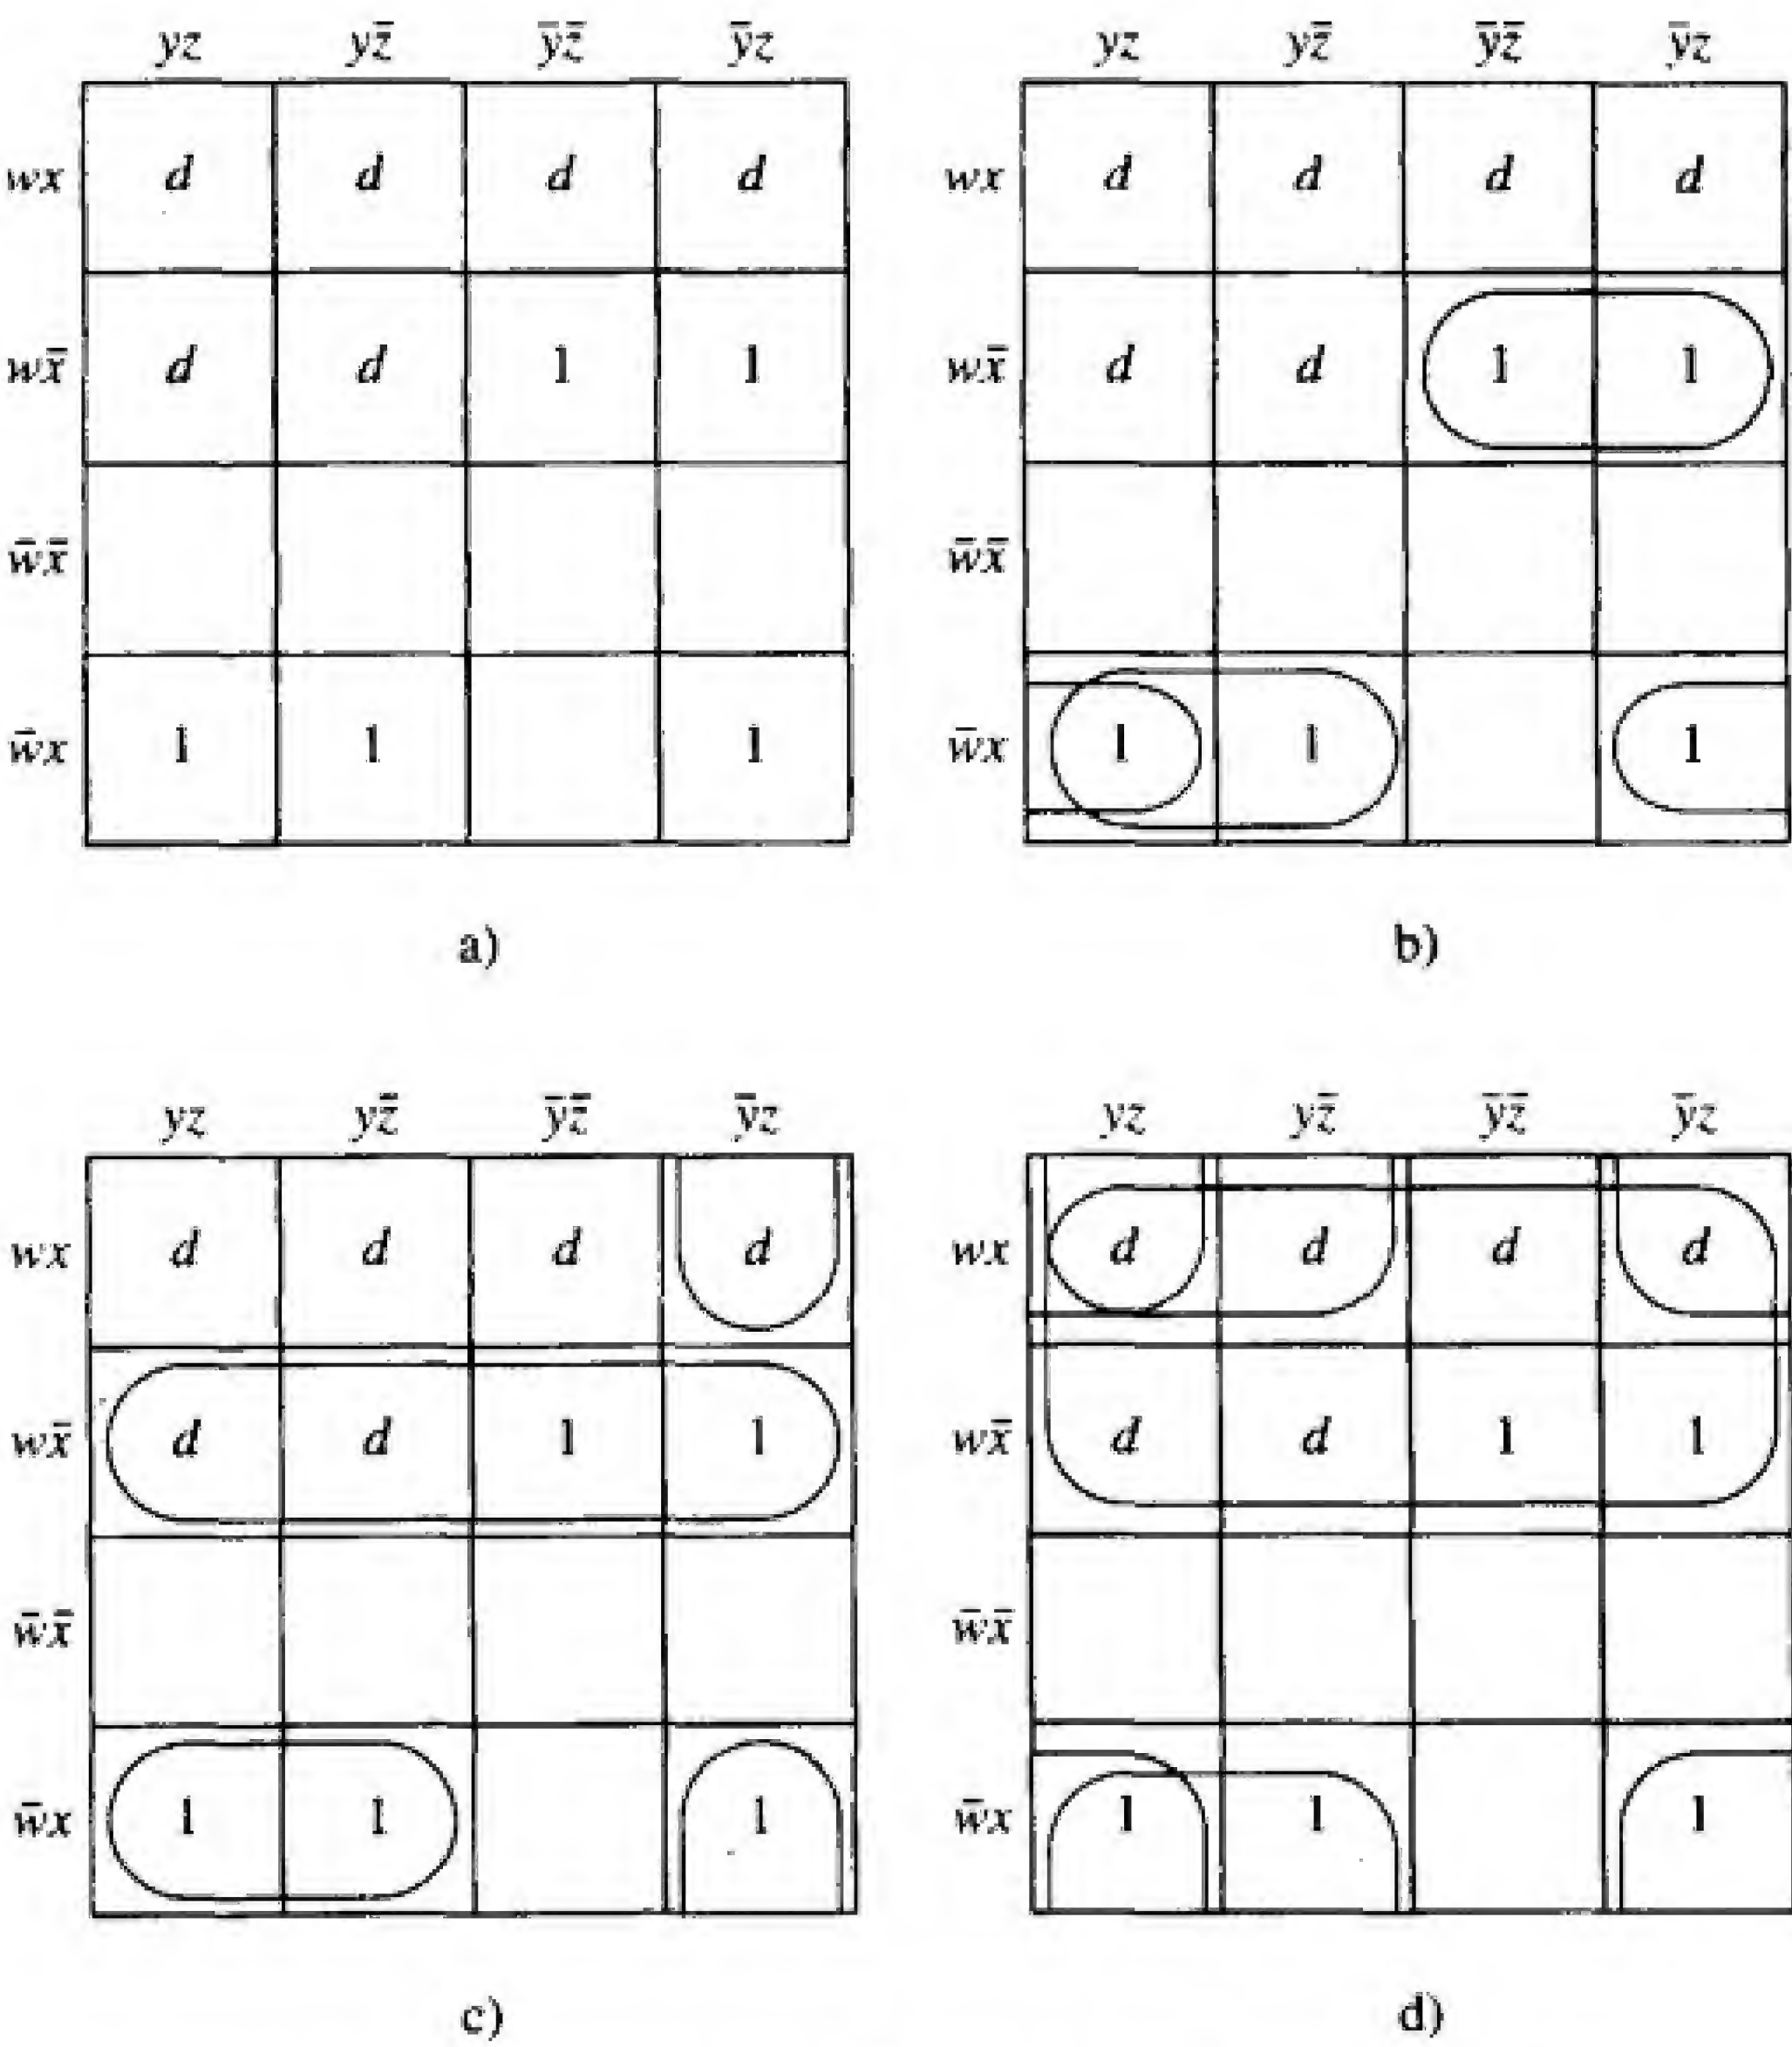 yz yz̄ ȳz̄ ȳz yz yz̄ ȳz̄ ȳz
wx d d d d wx d d d d
wx̄ d d 1 1 wx̄ d d 1 1
w̄x̄ w̄x̄
w̄x 1 1 1 w̄x 1 1 1
a) b)
yz yz̄ ȳz̄ ȳz yz yz̄ ȳz̄ ȳz
wx d d d d wx d d d d
wx̄ d d 1 1 wx̄ d d 1 1
w̄x̄ w̄x̄
w̄x 1 1 1 w̄x 1 1 1
c) d)